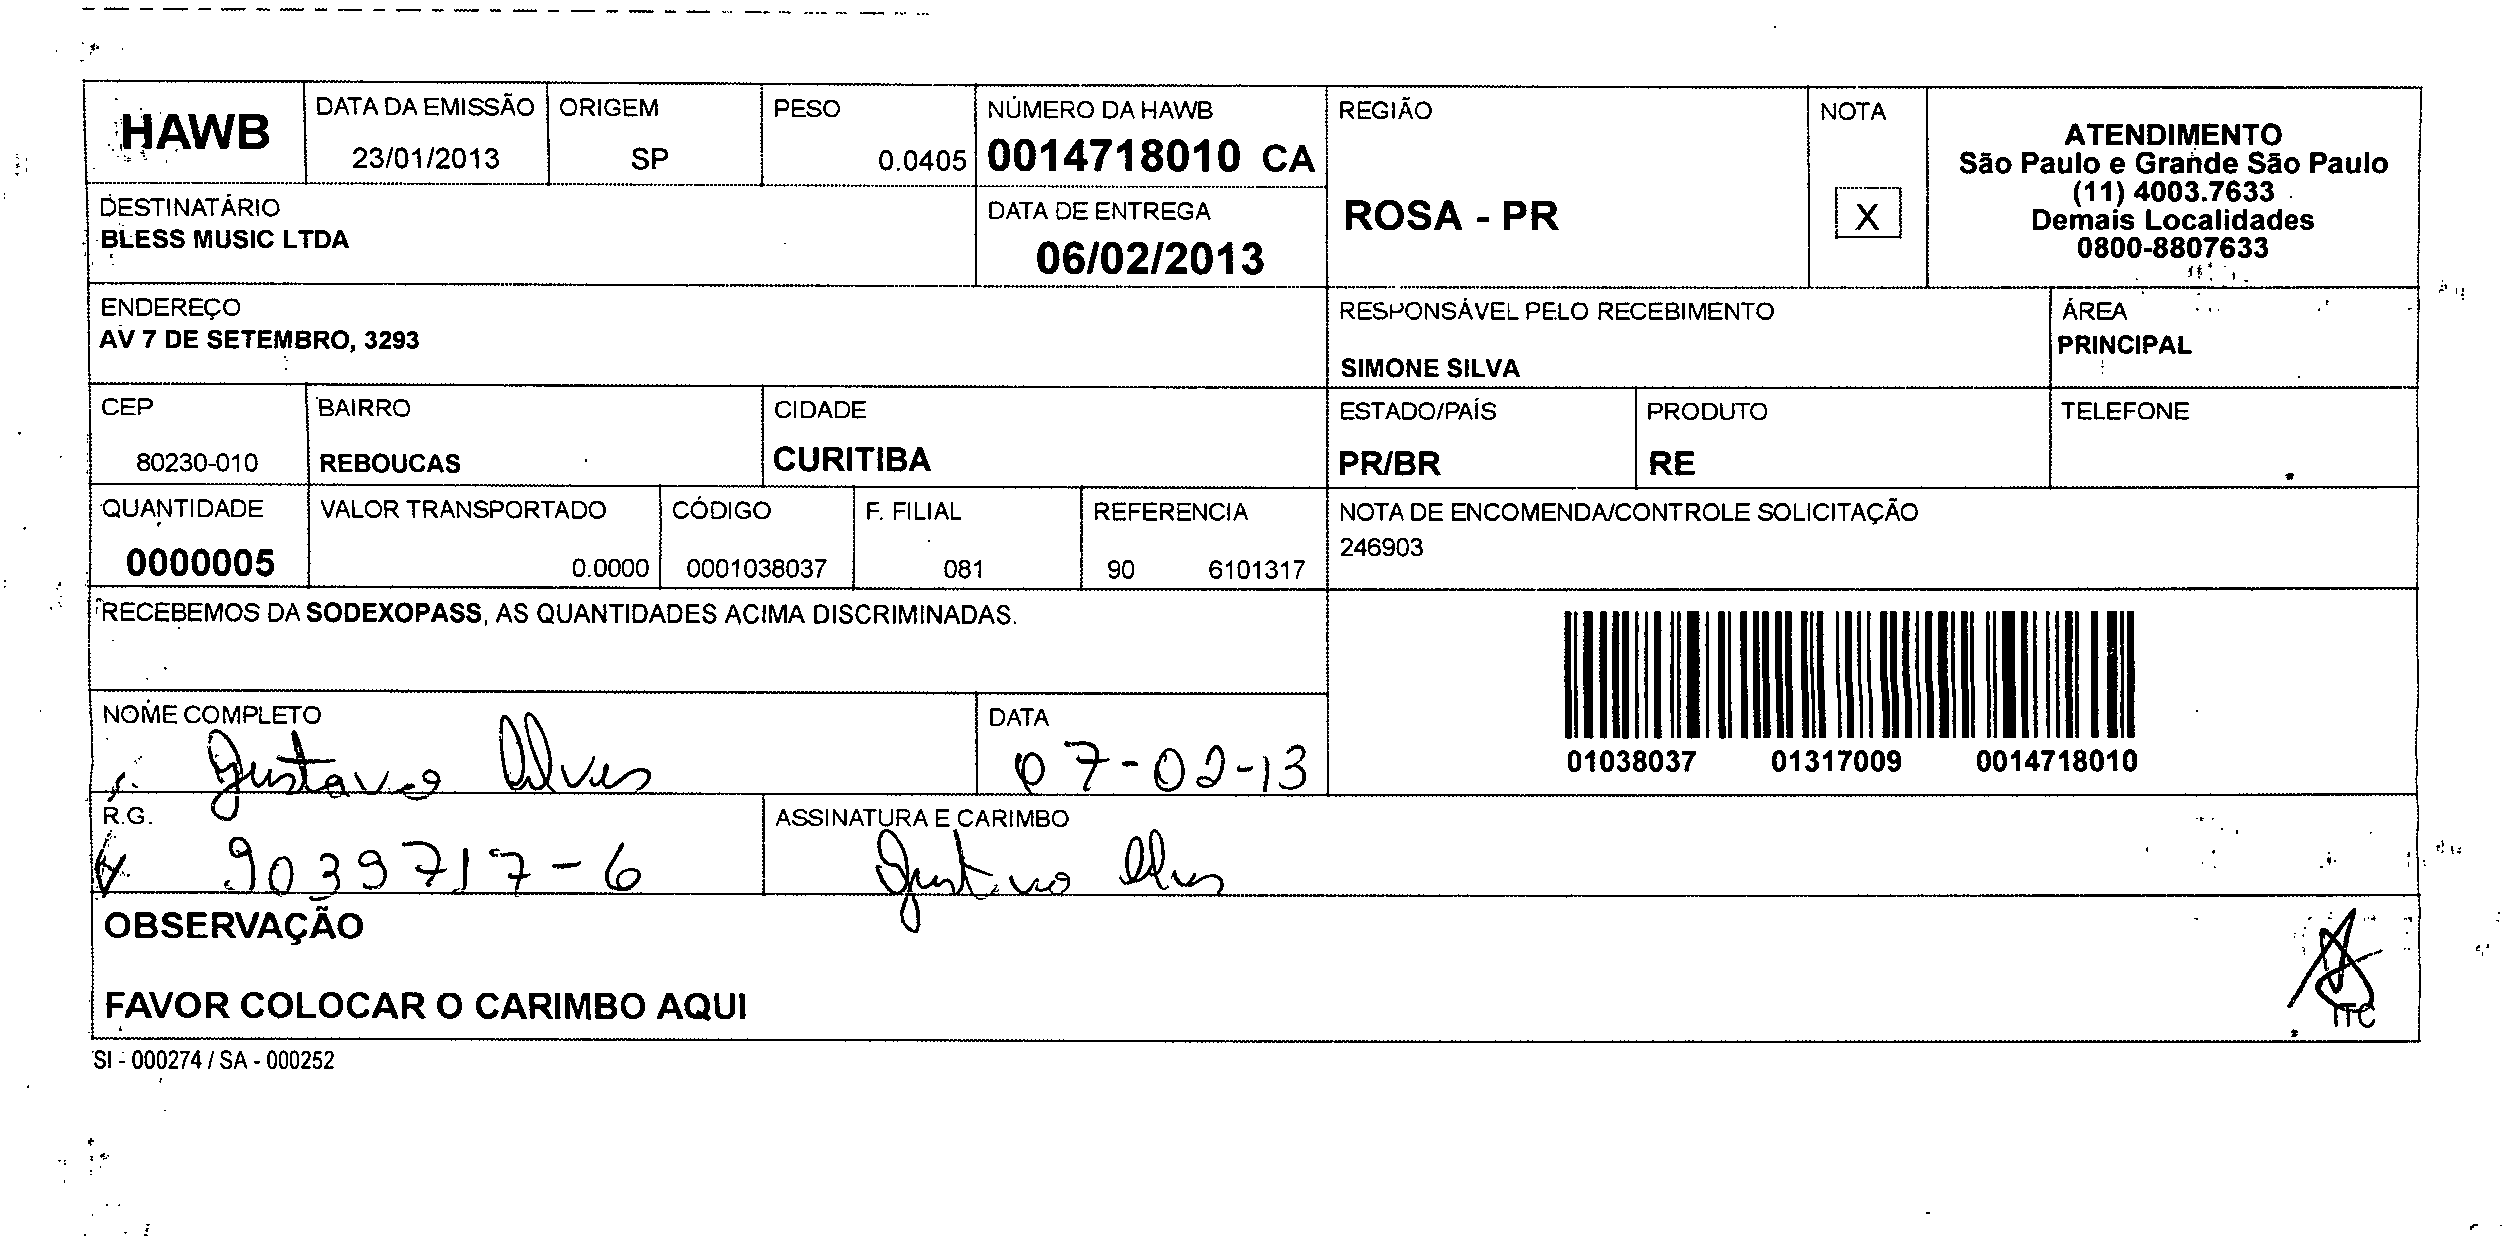 HAWB
DATA DA EMISSÃO
23/01/2013
ORIGEM
SP
PESO
0.0405
NÚMERO DA HAWB
0014718010 CA
REGIÃO
ROSA - PR
NOTA
X
ATENDIMENTO
São Paulo e Grande São Paulo
(11) 4003.7633
Demais Localidades
0800-8807633
DESTINATÁRIO
BLESS MUSIC LTDA
DATA DE ENTREGA
06/02/2013
ENDEREÇO
AV 7 DE SETEMBRO, 3293
RESPONSÁVEL PELO RECEBIMENTO
SIMONE SILVA
ÁREA
PRINCIPAL
CEP
80230-010
BAIRRO
REBOUCAS
CIDADE
CURITIBA
ESTADO/PAÍS
PR/BR
PRODUTO
RE
TELEFONE
QUANTIDADE
0000005
VALOR TRANSPORTADO
0.0000
CÓDIGO
0001038037
F. FILIAL
081
REFERENCIA
90 6101317
NOTA DE ENCOMENDA/CONTROLE SOLICITAÇÃO
246903
RECEBEMOS DA SODEXOPASS, AS QUANTIDADES ACIMA DISCRIMINADAS.
01038037 01317009 0014718010
NOME COMPLETO
Gustavo Alves
DATA
07-02-13
R.G.
9039717-6
ASSINATURA E CARIMBO
Gustavo Alves
OBSERVAÇÃO
FAVOR COLOCAR O CARIMBO AQUI
ITC
SI - 000274 / SA - 000252